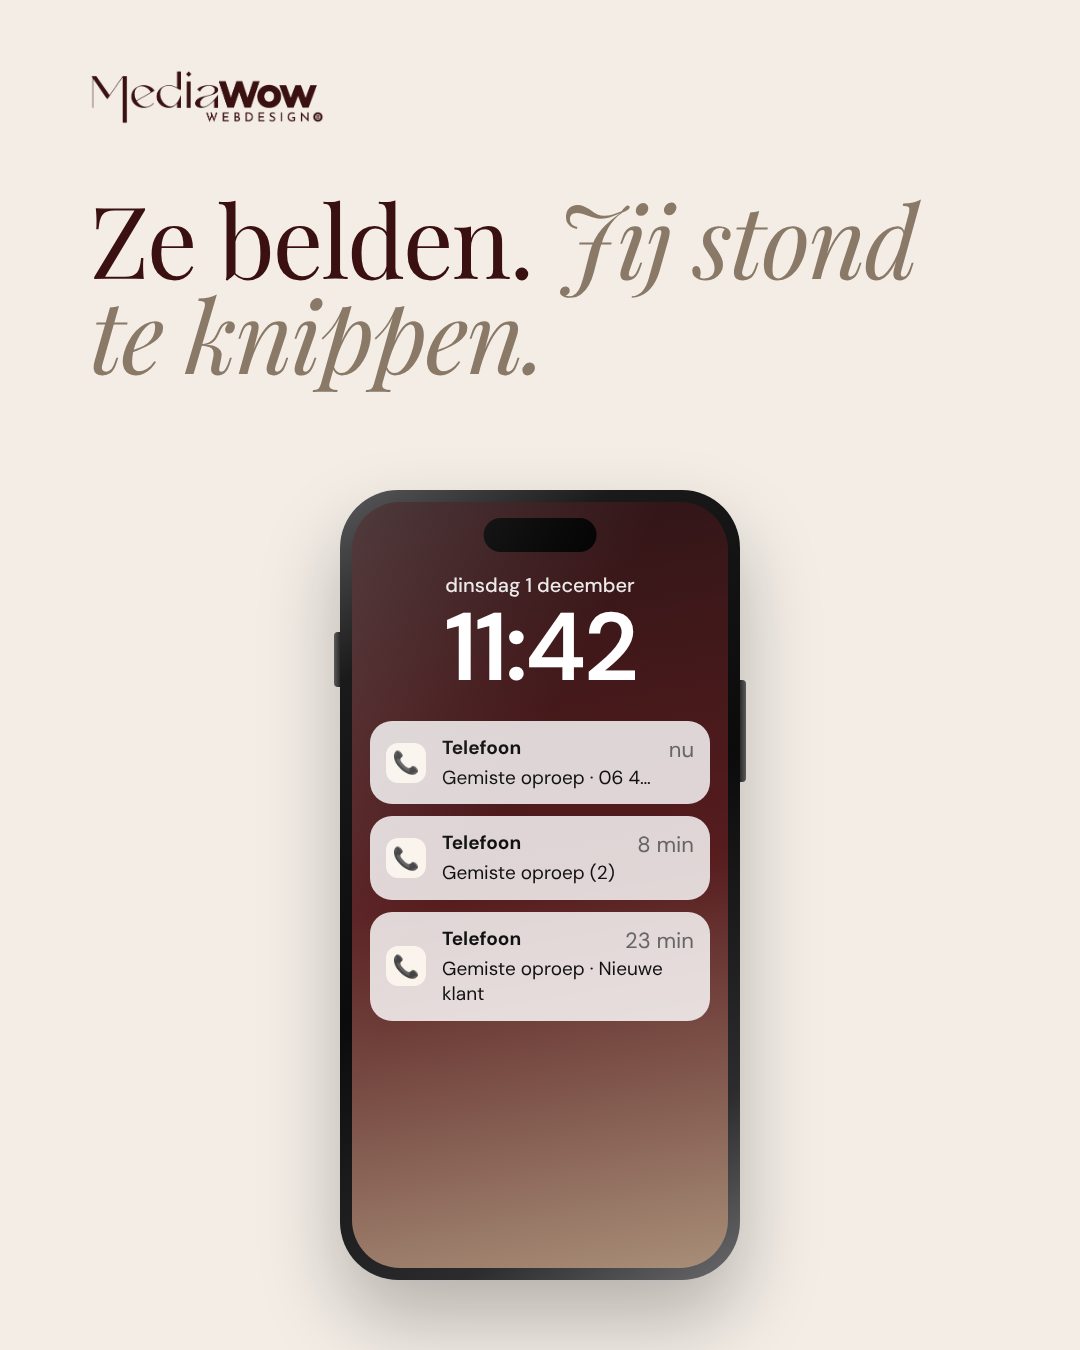 MediaWow
WEBDESIGN
Ze belden. Jij stond
te knippen.
dinsdag 1 december
11:42
Telefoon nu
Gemiste oproep · 06 4...
Telefoon 8 min
Gemiste oproep (2)
Telefoon 23 min
Gemiste oproep · Nieuwe
klant